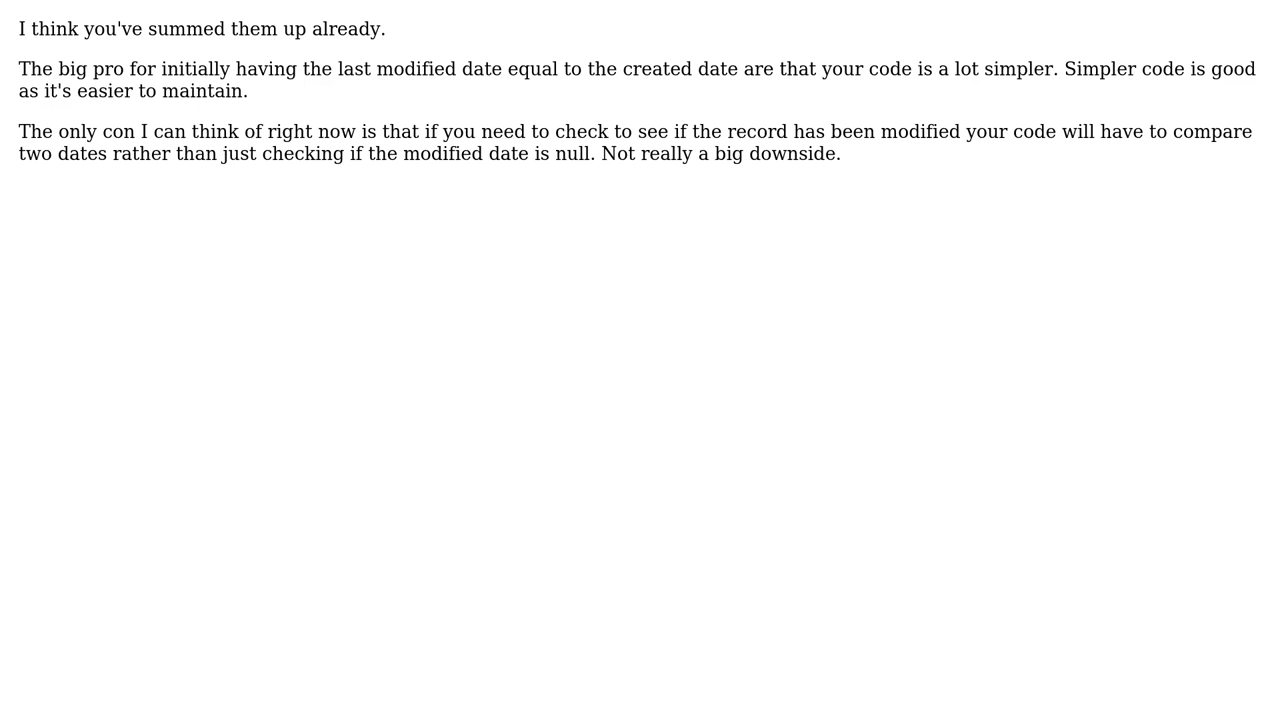 I think you've summed them up already.
The big pro for initially having the last modified date equal to the created date are that your code is a lot simpler. Simpler code is good
as it's easier to maintain.
The only con I can think of right now is that if you need to check to see if the record has been modified your code will have to compare
two dates rather than just checking if the modified date is null. Not really a big downside.